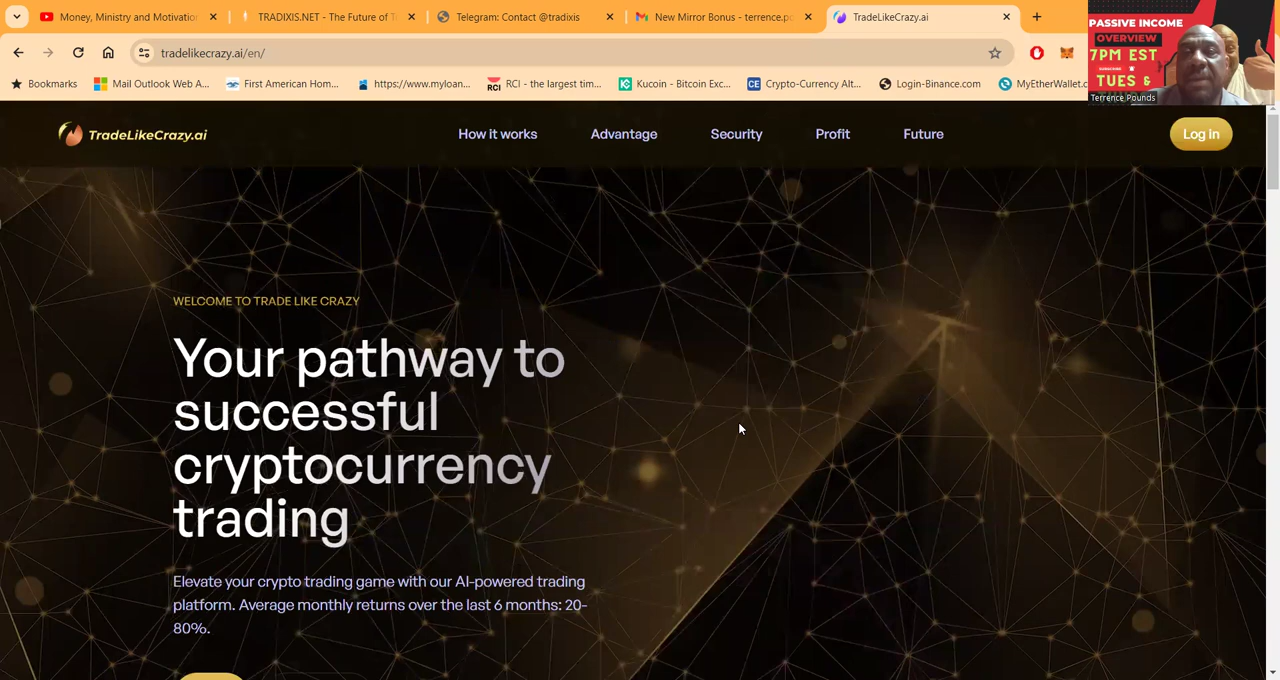 Money, Ministry and Motivatio
TRADIXIS.NET - The Future of T
Telegram: Contact @tradixis
New Mirror Bonus - terrence.po
TradeLikeCrazy.ai
tradelikecrazy.ai/en/
Bookmarks
Mail Outlook Web A...
First American Hom...
https://www.myloan...
RCI
RCI - the largest tim...
Kucoin - Bitcoin Exc...
CE
Crypto-Currency Alt...
Login-Binance.com
MyEtherWallet.c
PASSIVE INCOME
OVERVIEW
7PM EST
TUES &
Terrence Pounds
TradeLikeCrazy.ai
How it works
Advantage
Security
Profit
Future
Log in
WELCOME TO TRADE LIKE CRAZY
Your pathway to
successful
cryptocurrency
trading
Elevate your crypto trading game with our AI-powered trading
platform. Average monthly returns over the last 6 months: 20-
80%.